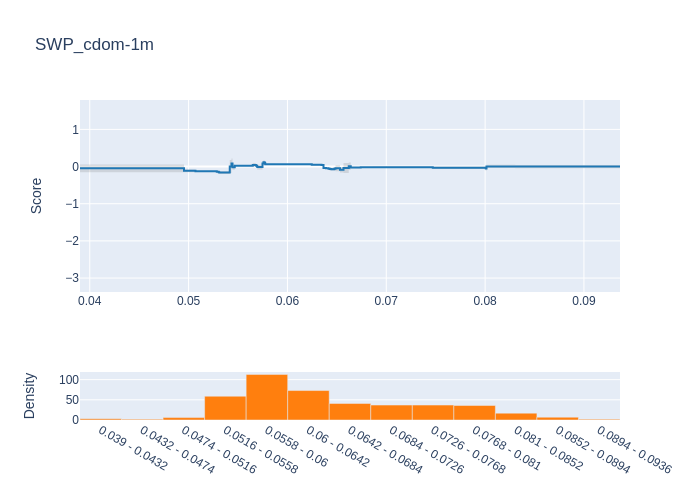 SWP_cdom-1m
Score
1
0
−1
−2
−3
0.04
0.05
0.06
0.07
0.08
0.09
Density
100
50
0
0.039 - 0.0432
0.0432 - 0.0474
0.0474 - 0.0516
0.0516 - 0.0558
0.0558 - 0.06
0.06 - 0.0642
0.0642 - 0.0684
0.0684 - 0.0726
0.0726 - 0.0768
0.0768 - 0.081
0.081 - 0.0852
0.0852 - 0.0894
0.0894 - 0.0936